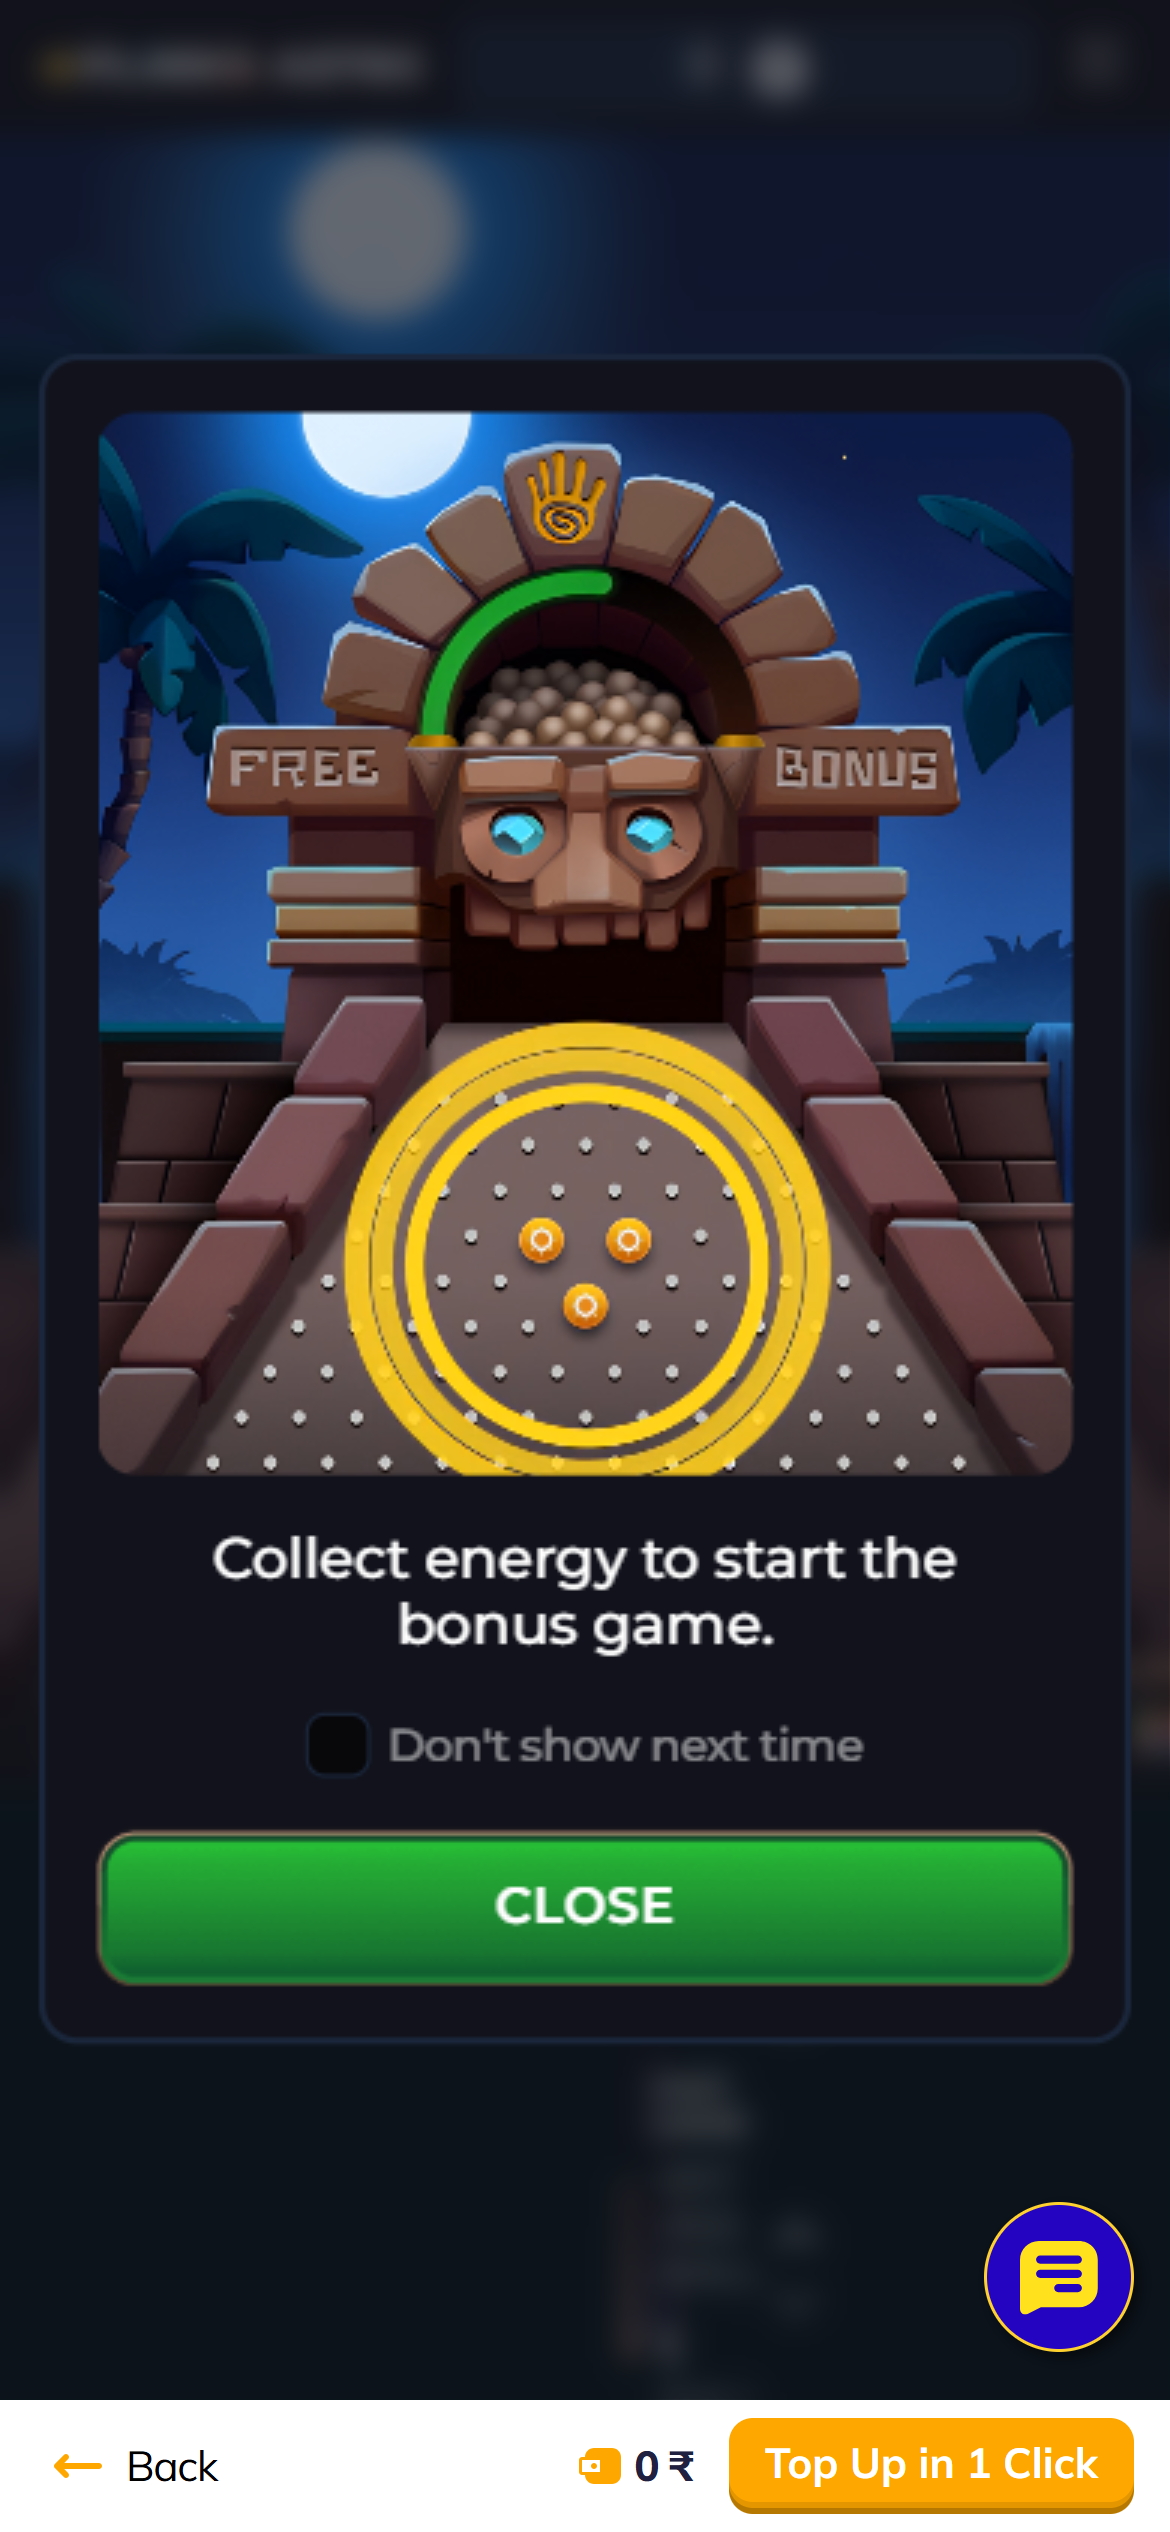 FREE
BONUS
Collect energy to start the
bonus game.
Don't show next time
CLOSE
Back
0 ₹
Top Up in 1 Click